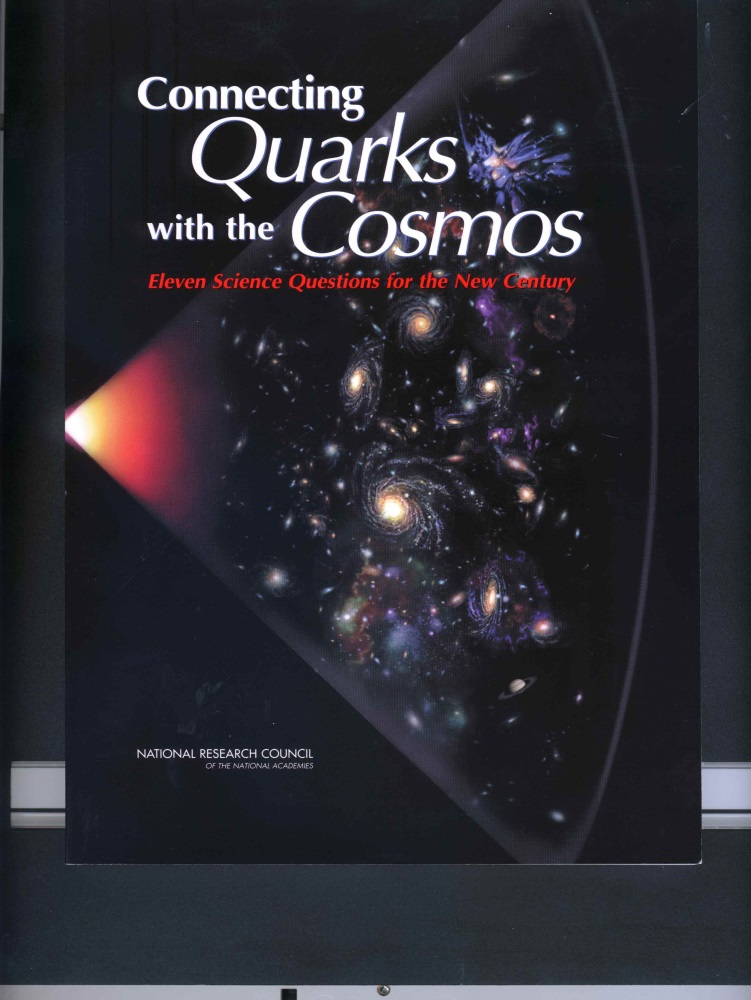 Connecting
Quarks
with the Cosmos
Eleven Science Questions for the New Century
NATIONAL RESEARCH COUNCIL
OF THE NATIONAL ACADEMIES